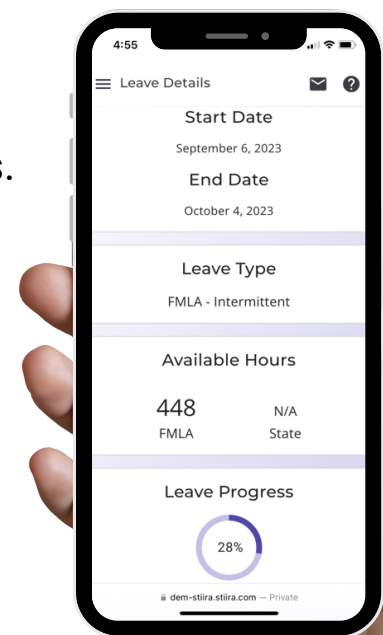 s.
4:55
Leave Details
Start Date
September 6, 2023
End Date
October 4, 2023
Leave Type
FMLA - Intermittent
Available Hours
448 N/A
FMLA State
Leave Progress
28%
dem-stiira.stiira.com — Private